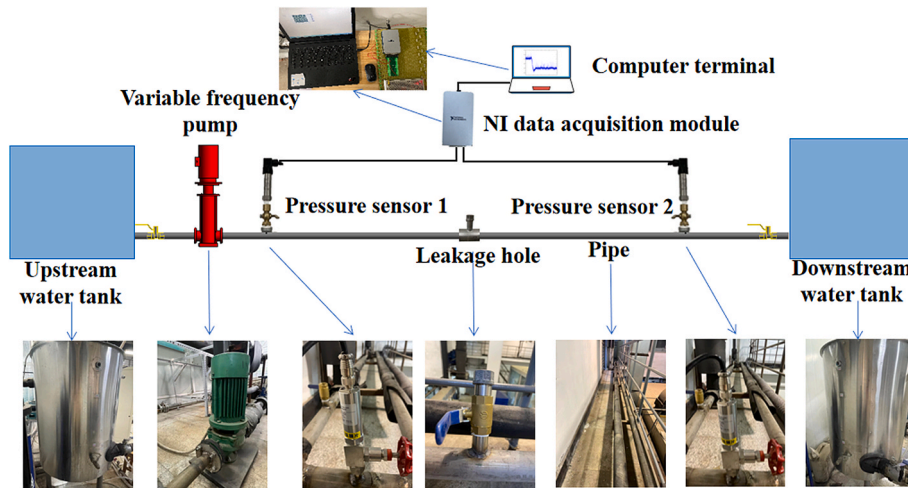 Computer terminal
Variable frequency
pump
NI data acquisition module
Pressure sensor 1
Pressure sensor 2
Leakage hole
Pipe
Upstream
water tank
Downstream
water tank